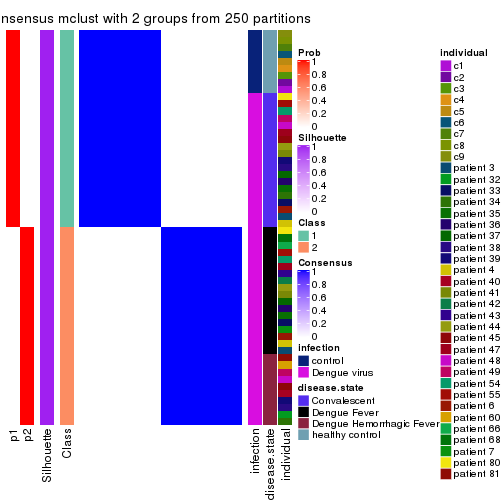 nsensus mclust with 2 groups from 250 partitions
p1
p2
Silhouette
Class
infection
disease.state
individual
Prob
1
0.8
0.6
0.4
0.2
0
Silhouette
1
0.8
0.6
0.4
0.2
0
Class
1
2
Consensus
1
0.8
0.6
0.4
0.2
0
infection
control
Dengue virus
disease.state
Convalescent
Dengue Fever
Dengue Hemorrhagic Fever
healthy control
individual
c1
c2
c3
c4
c5
c6
c7
c8
c9
patient 3
patient 32
patient 33
patient 34
patient 35
patient 36
patient 37
patient 38
patient 39
patient 4
patient 40
patient 41
patient 42
patient 43
patient 44
patient 45
patient 47
patient 48
patient 49
patient 54
patient 55
patient 6
patient 60
patient 66
patient 68
patient 7
patient 80
patient 81